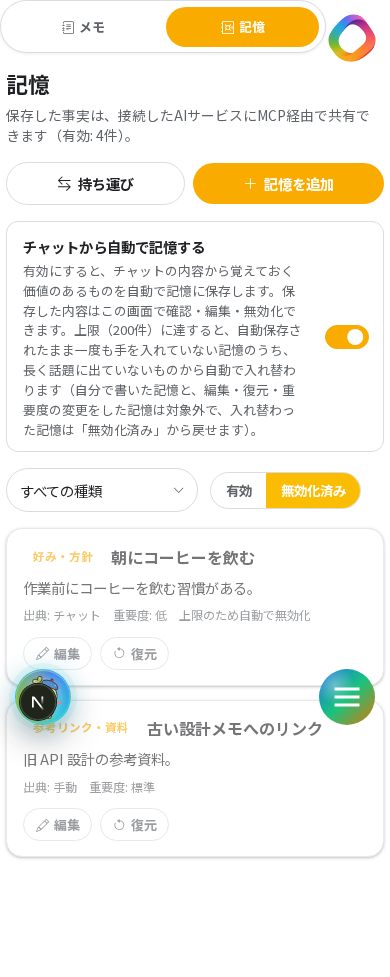 メモ
記憶
記憶
保存した事実は、接続したAIサービスにMCP経由で共有で
きます（有効: 4件）。
持ち運び
記憶を追加
チャットから自動で記憶する
有効にすると、チャットの内容から覚えておく
価値のあるものを自動で記憶に保存します。保
存した内容はこの画面で確認・編集・無効化で
きます。上限（200件）に達すると、自動保存さ
れたまま一度も手を入れていない記憶のうち、
長く話題に出ていないものから自動で入れ替わ
ります（自分で書いた記憶と、編集・復元・重
要度の変更をした記憶は対象外で、入れ替わっ
た記憶は「無効化済み」から戻せます）。
すべての種類
有効
無効化済み
好み・方針
朝にコーヒーを飲む
作業前にコーヒーを飲む習慣がある。
出典: チャット 重要度: 低 上限のため自動で無効化
編集
復元
N
参考リンク・資料
古い設計メモへのリンク
旧 API 設計の参考資料。
出典: 手動 重要度: 標準
編集
復元